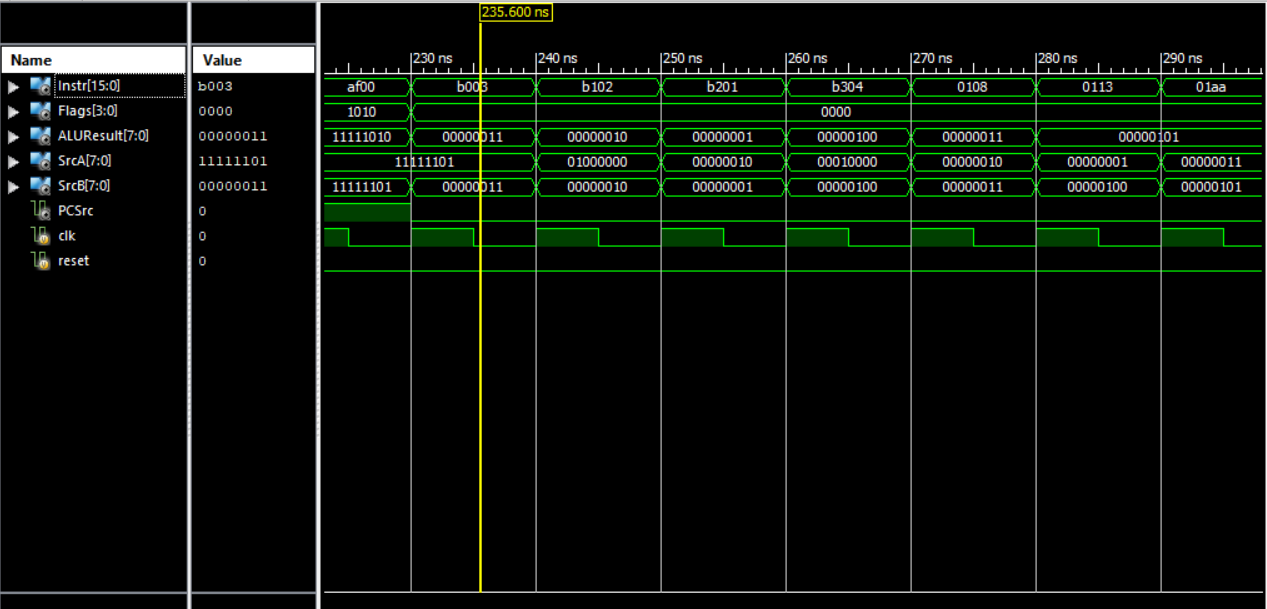 235.600 ns
Name Value
230 ns 240 ns 250 ns 260 ns 270 ns 280 ns 290 ns
Instr[15:0] b003 af00 b003 b102 b201 b304 0108 0113 01aa
Flags[3:0] 0000 1010 0000
ALUResult[7:0] 00000011 11111010 00000011 00000010 00000001 00000100 00000011 00000101
SrcA[7:0] 11111101 11111101 01000000 00000010 00010000 00000010 00000001 00000011
SrcB[7:0] 00000011 11111101 00000011 00000010 00000001 00000100 00000011 00000100 00000101
PCSrc 0
clk 0
reset 0